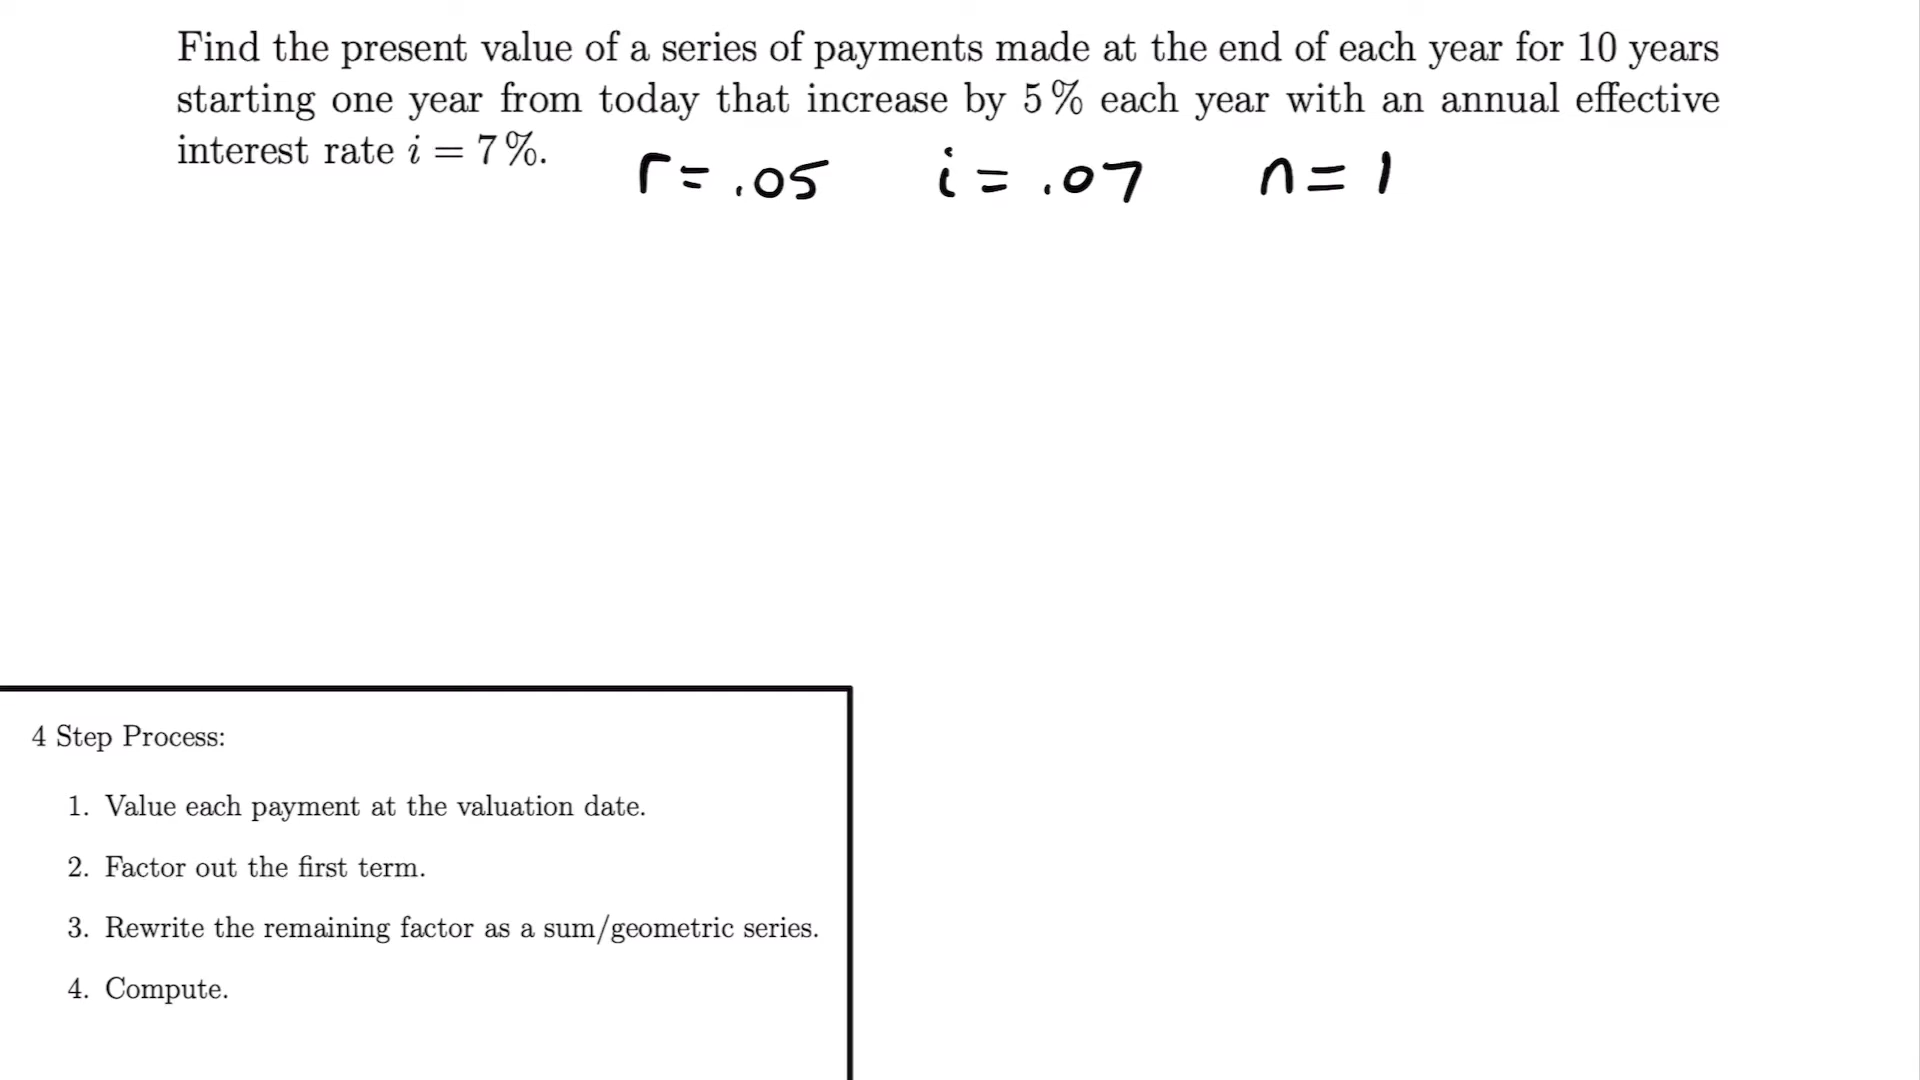 Find the present value of a series of payments made at the end of each year for 10 years
starting one year from today that increase by 5 % each year with an annual effective
interest rate i = 7 %.
r = .05 i = .07 n = 1
4 Step Process:
1. Value each payment at the valuation date.
2. Factor out the first term.
3. Rewrite the remaining factor as a sum/geometric series.
4. Compute.